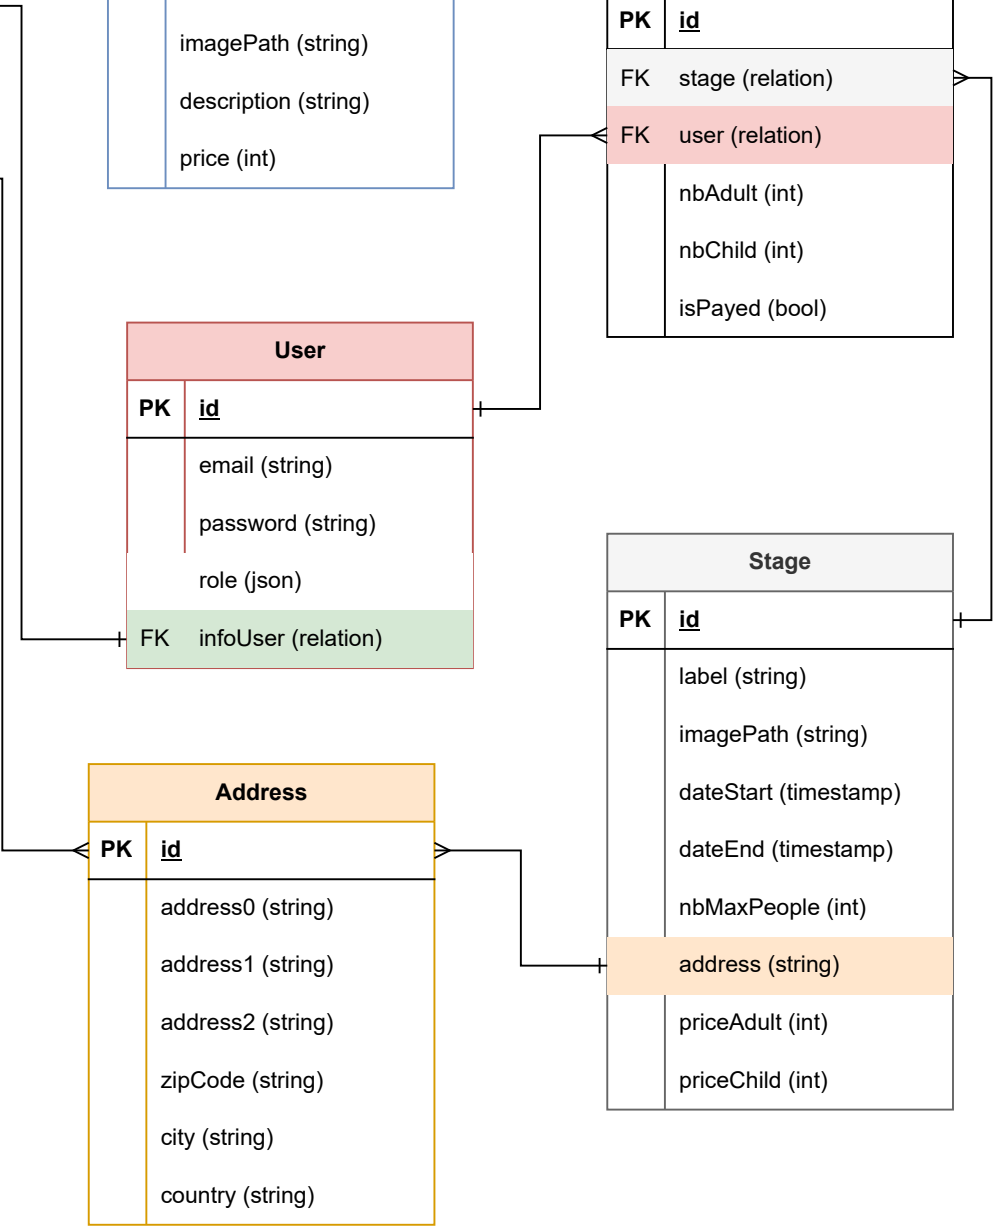 imagePath (string)
description (string)
price (int)
PK id
FK stage (relation)
FK user (relation)
nbAdult (int)
nbChild (int)
isPayed (bool)
User
PK id
email (string)
password (string)
role (json)
FK infoUser (relation)
Stage
PK id
label (string)
imagePath (string)
dateStart (timestamp)
dateEnd (timestamp)
nbMaxPeople (int)
address (string)
priceAdult (int)
priceChild (int)
Address
PK id
address0 (string)
address1 (string)
address2 (string)
zipCode (string)
city (string)
country (string)